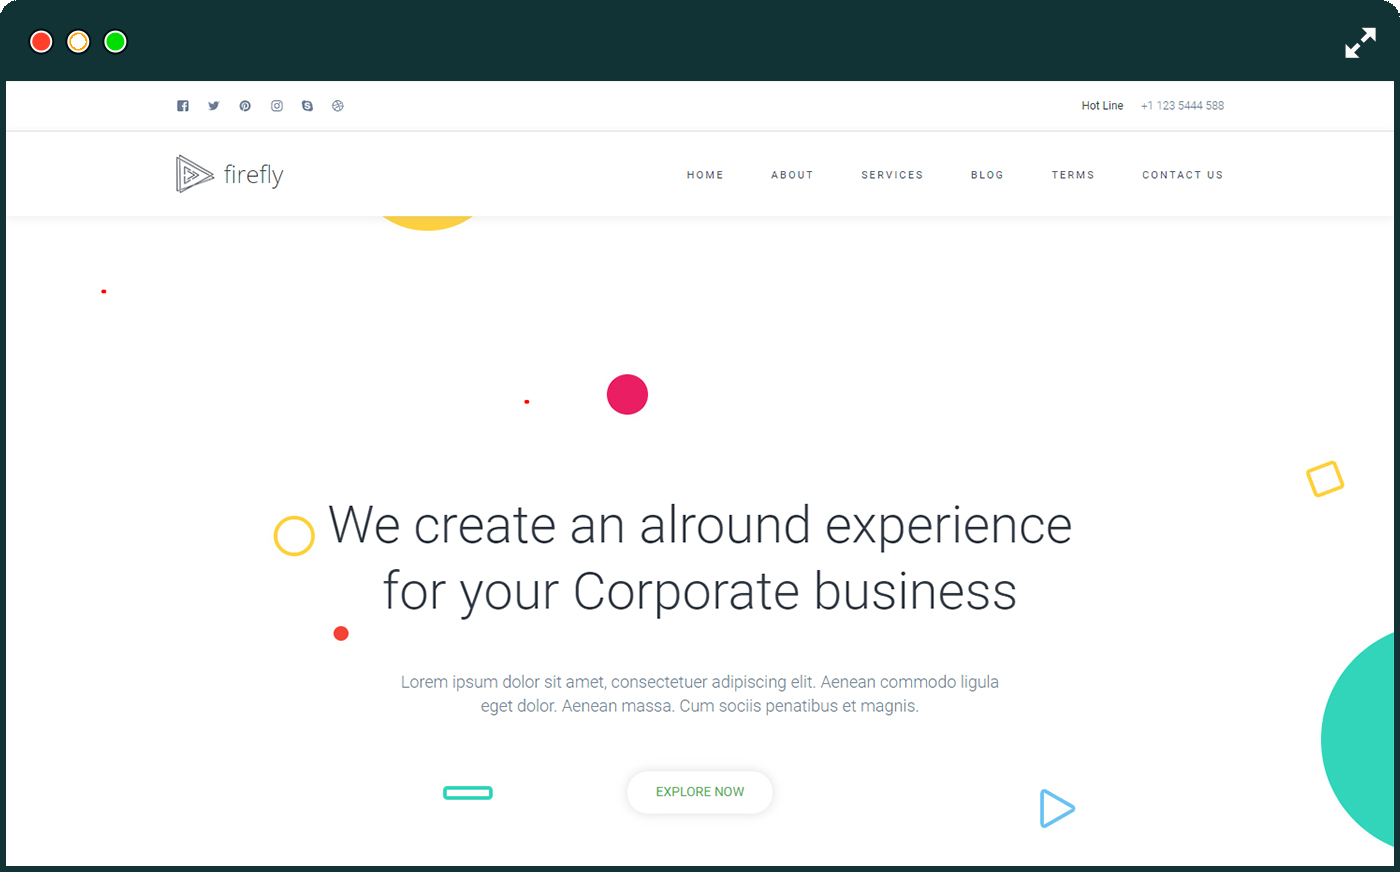 Hot Line +1 123 5444 588
firefly
HOME ABOUT SERVICES BLOG TERMS CONTACT US
We create an alround experience
for your Corporate business
Lorem ipsum dolor sit amet, consectetuer adipiscing elit. Aenean commodo ligula
eget dolor. Aenean massa. Cum sociis penatibus et magnis.
EXPLORE NOW